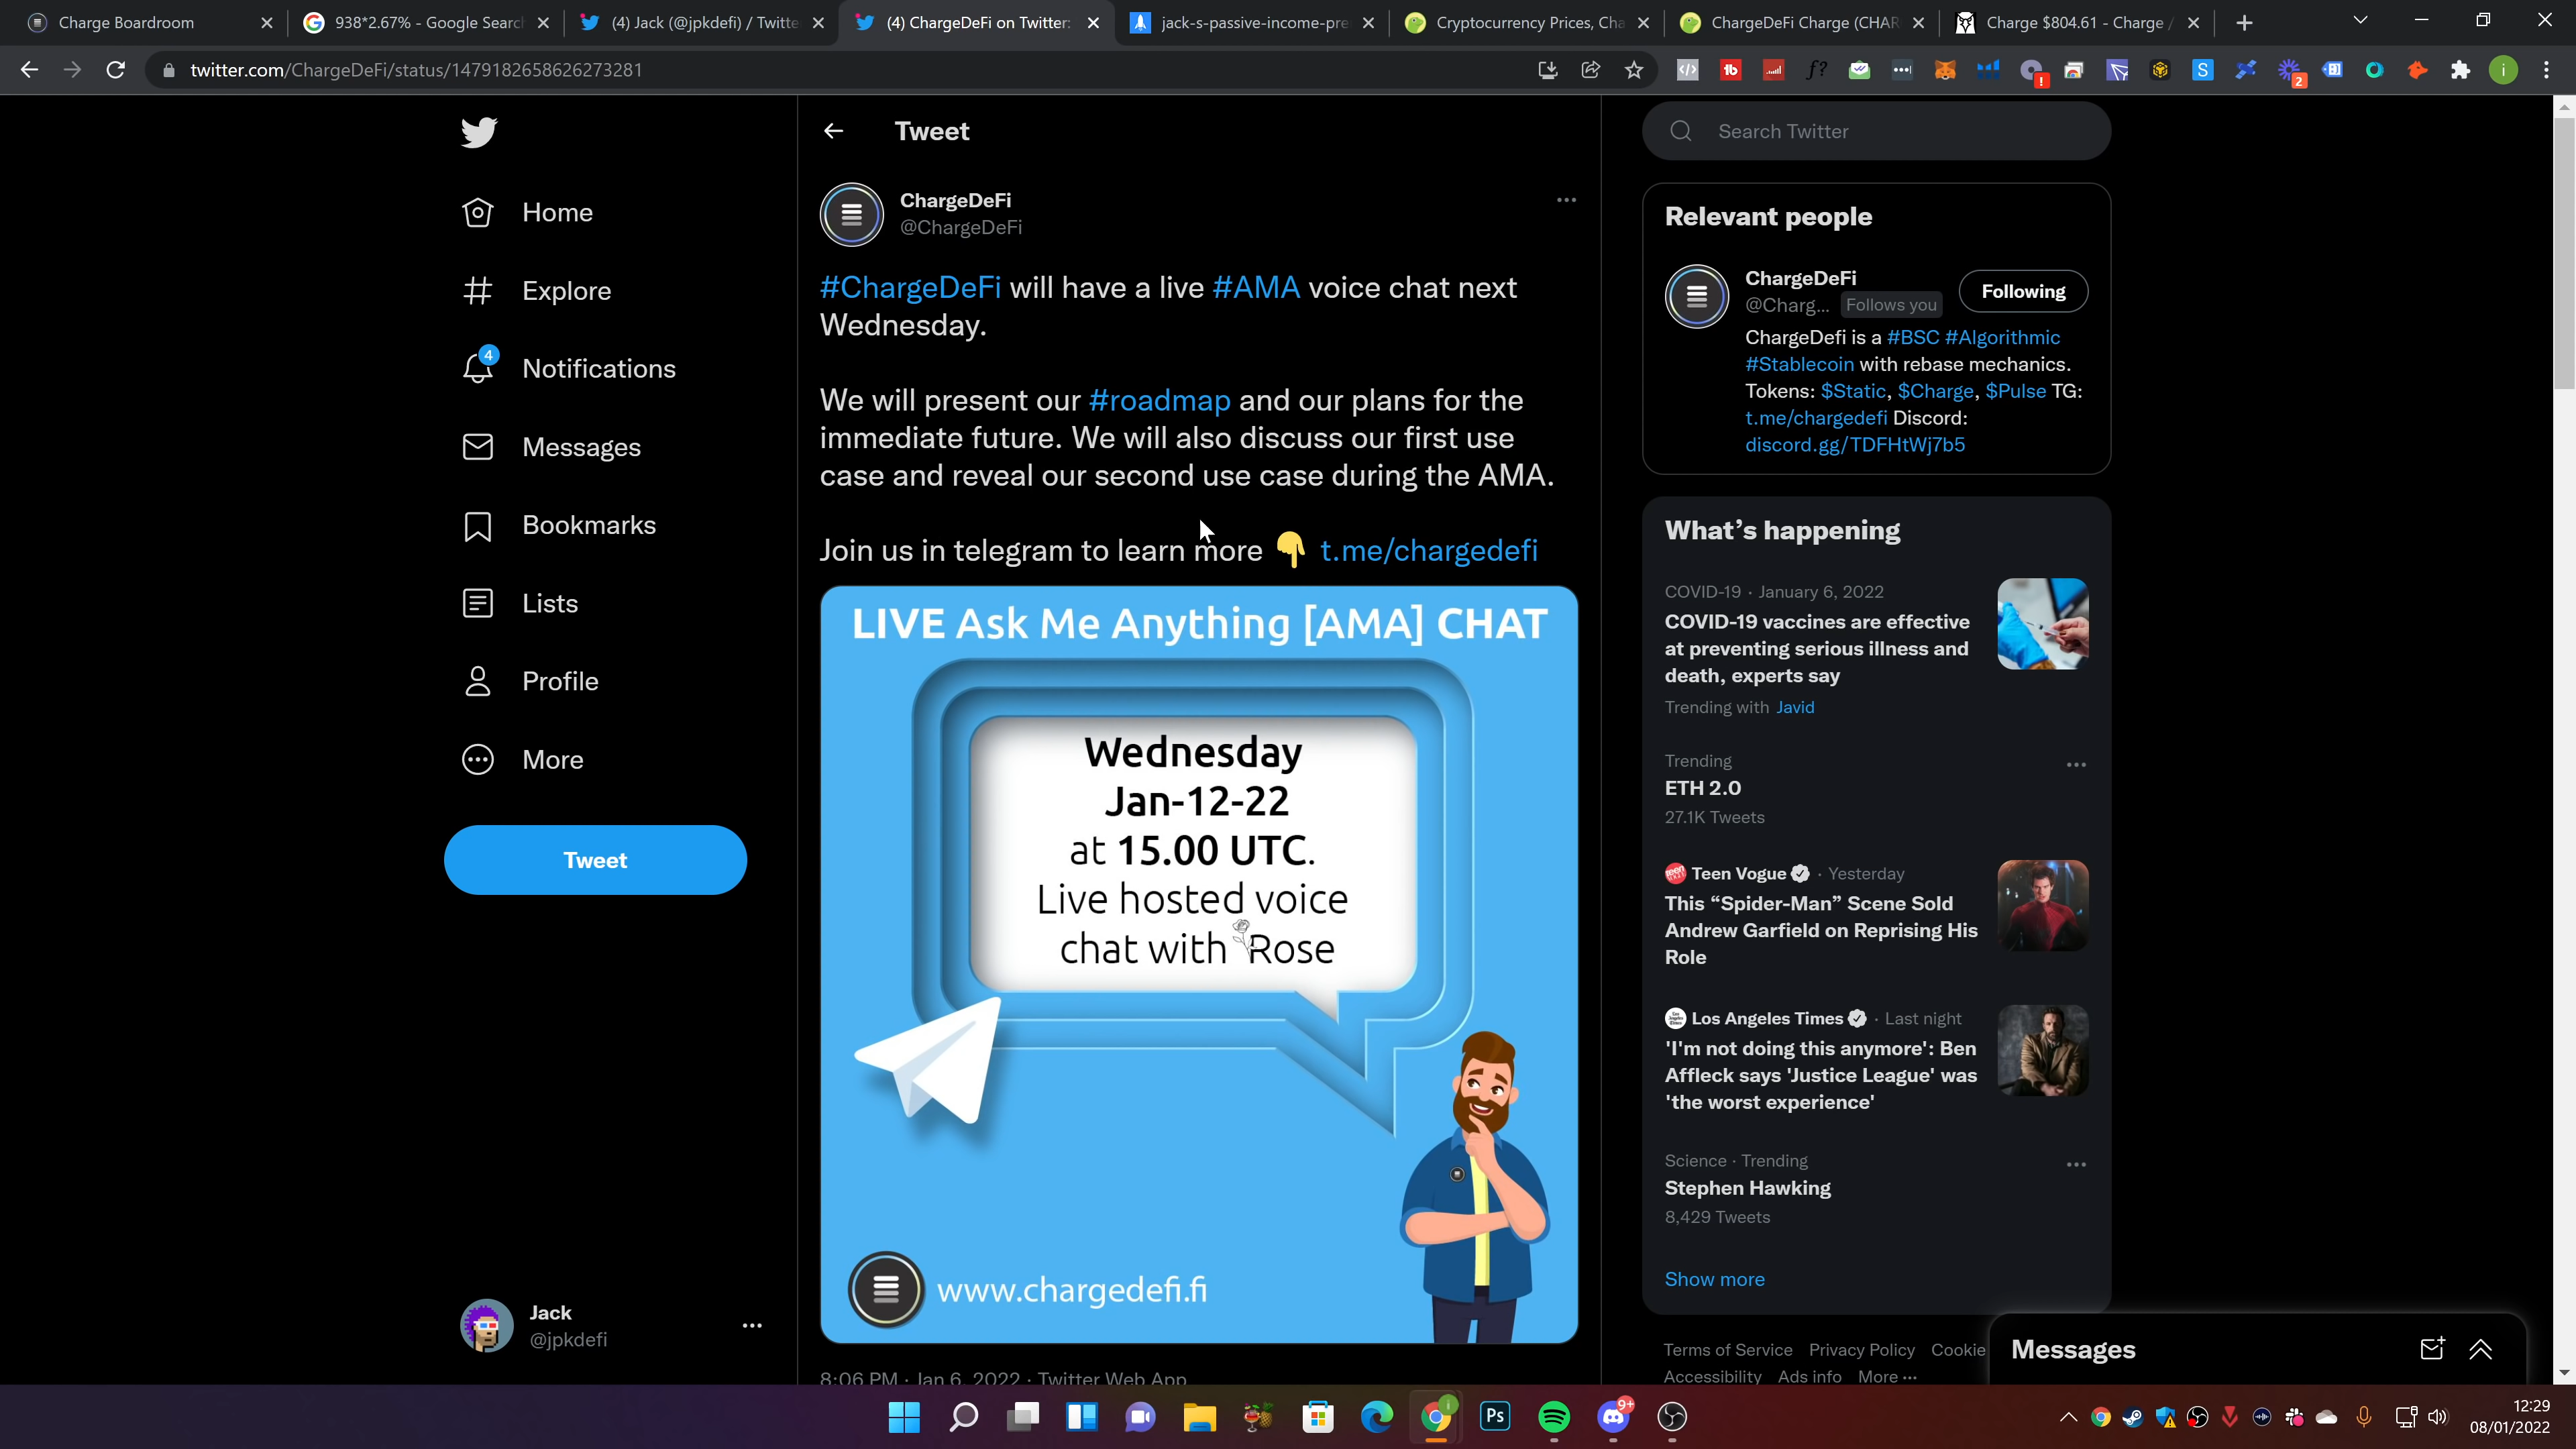 Charge Boardroom
938*2.67% - Google Searc
(4) Jack (@jpkdefi) / Twitte
(4) ChargeDeFi on Twitter:
jack-s-passive-income-pre
Cryptocurrency Prices, Cha
ChargeDeFi Charge (CHAR
Charge $804.61 - Charge /
twitter.com/ChargeDeFi/status/1479182658626273281
Home
Explore
4
Notifications
Messages
Bookmarks
Lists
Profile
More
Tweet
Jack
@jpkdefi
Tweet
ChargeDeFi
@ChargeDeFi
#ChargeDeFi will have a live #AMA voice chat next
Wednesday.
We will present our #roadmap and our plans for the
immediate future. We will also discuss our first use
case and reveal our second use case during the AMA.
Join us in telegram to learn more 👇 t.me/chargedefi
LIVE Ask Me Anything [AMA] CHAT
Wednesday
Jan-12-22
at 15.00 UTC.
Live hosted voice
chat with Rose
www.chargedefi.fi
8:06 PM · Jan 6, 2022 · Twitter Web App
Search Twitter
Relevant people
ChargeDeFi
@Charg... Follows you
Following
ChargeDefi is a #BSC #Algorithmic
#Stablecoin with rebase mechanics.
Tokens: $Static, $Charge, $Pulse TG:
t.me/chargedefi Discord:
discord.gg/TDFHtWj7b5
What's happening
COVID-19 · January 6, 2022
COVID-19 vaccines are effective
at preventing serious illness and
death, experts say
Trending with Javid
Trending
ETH 2.0
27.1K Tweets
Teen Vogue · Yesterday
This “Spider-Man” Scene Sold
Andrew Garfield on Reprising His
Role
Los Angeles Times · Last night
'I'm not doing this anymore': Ben
Affleck says 'Justice League' was
'the worst experience'
Science · Trending
Stephen Hawking
8,429 Tweets
Show more
Terms of Service Privacy Policy Cookie
Accessibility Ads info More ···
Messages
Ps
9+
12:29
08/01/2022